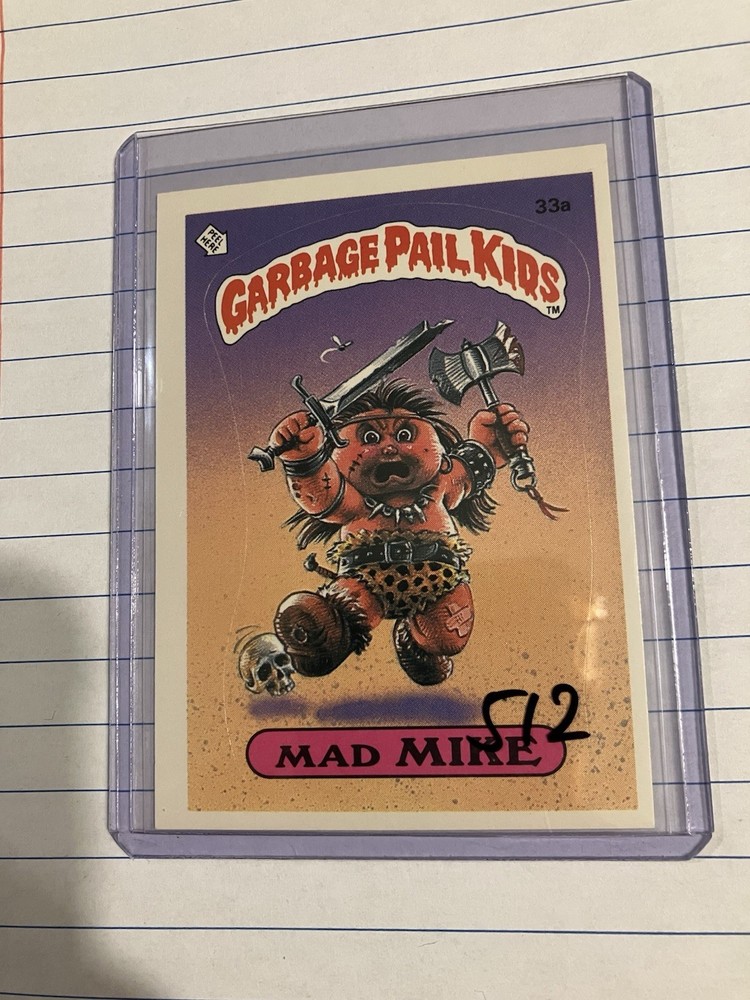 33a
PEEL
HERE
GARBAGE PAIL KIDS
TM
512
MAD MIKE